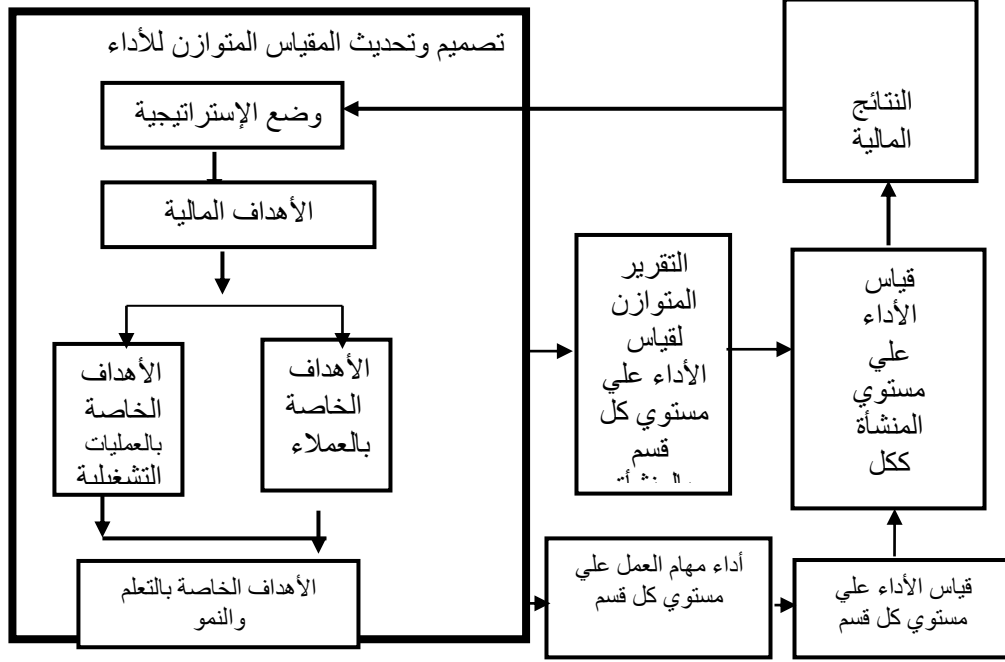 تصميم وتحديث المقياس المتوازن للأداء
وضع الإستراتيجية
الأهداف المالية
الأهداف
الخاصة
بالعملاء
الأهداف
الخاصة
بالعمليات
التشغيلية
الأهداف الخاصة بالتعلم
والنمو
التقرير
المتوازن
لقياس
الأداء علي
مستوي كل
قسم
أداء مهام العمل علي
مستوي كل قسم
قياس الأداء علي
مستوي كل قسم
قياس
الأداء
علي
مستوي
المنشأة
ككل
النتائج
المالية